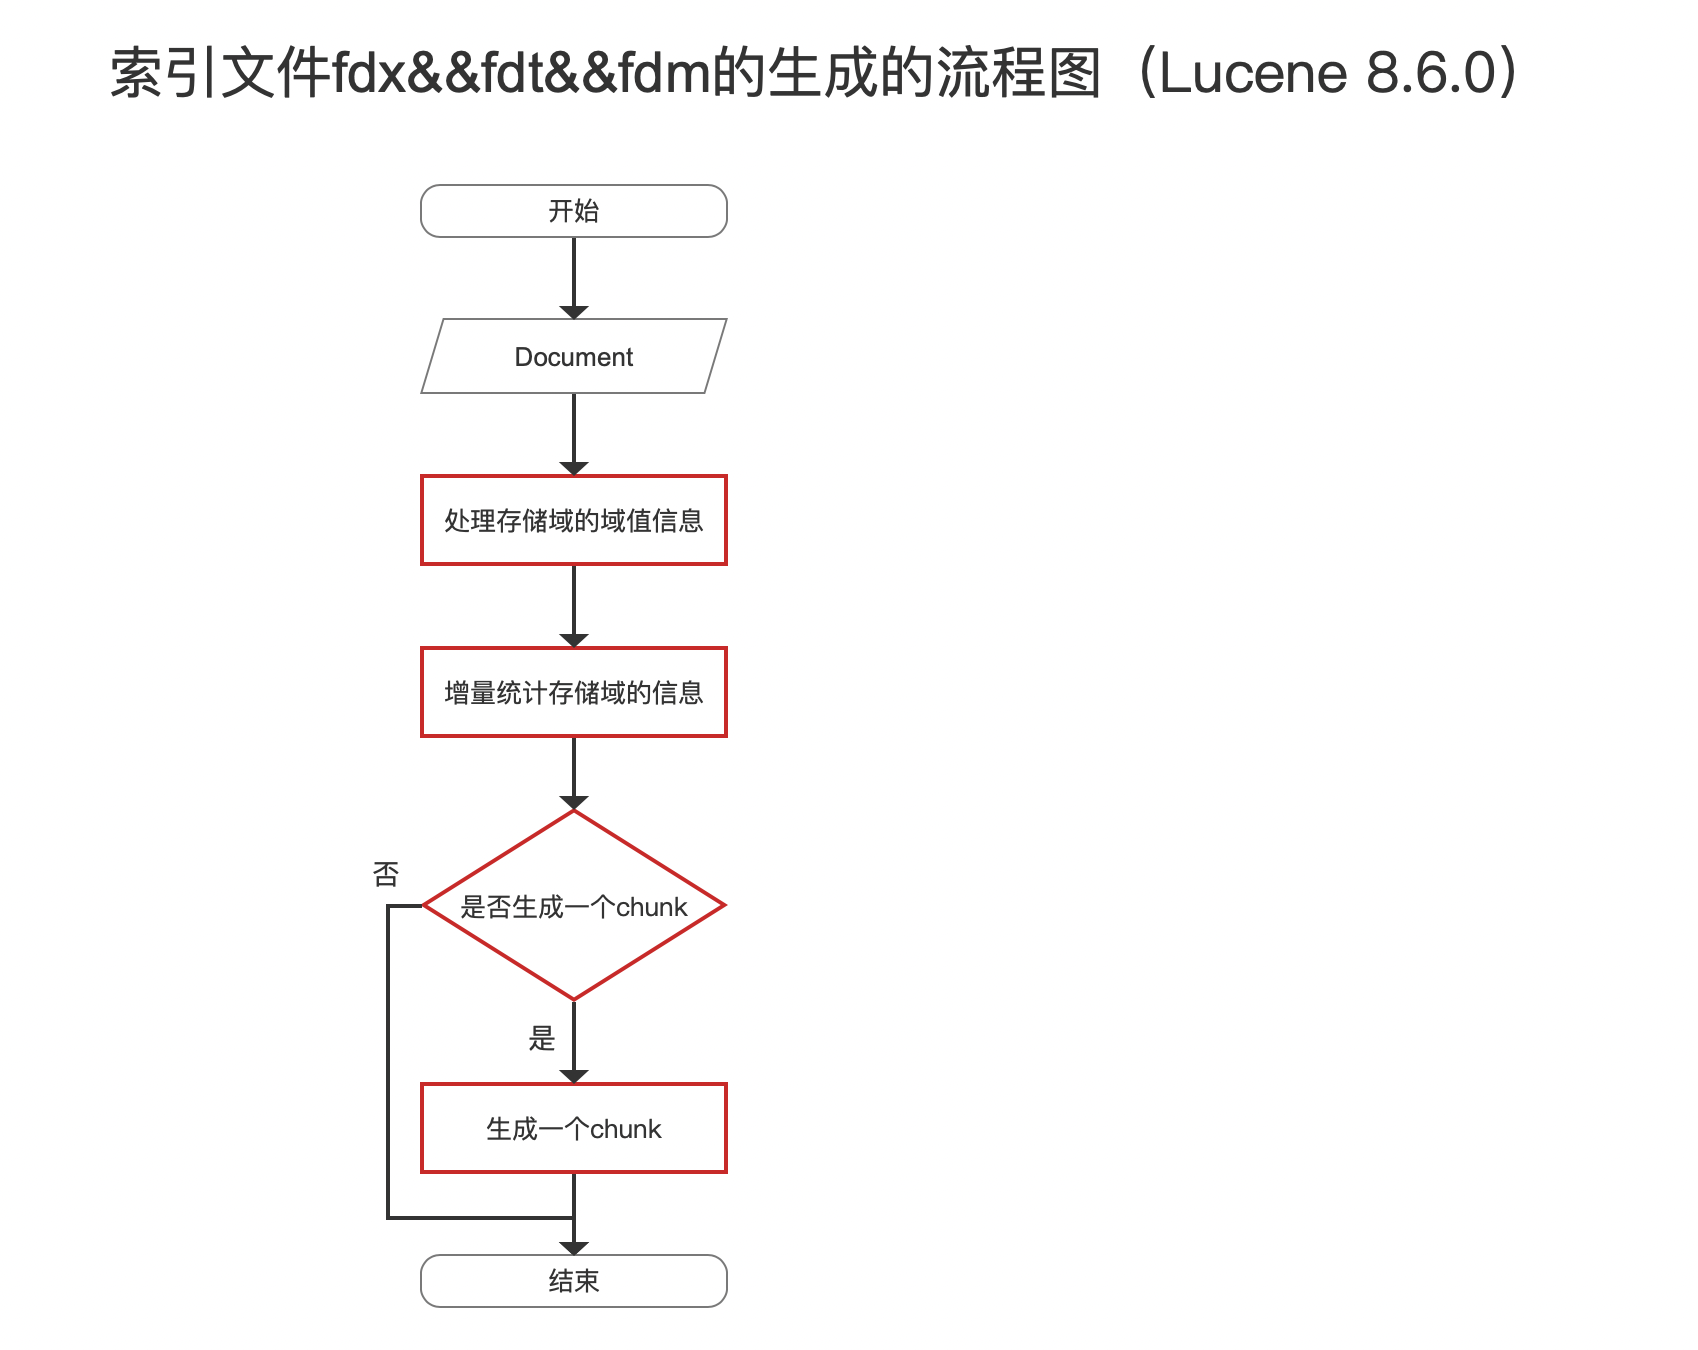 索引文件fdx&&fdt&&fdm的生成的流程图（Lucene 8.6.0）
开始
Document
处理存储域的域值信息
增量统计存储域的信息
否
是否生成一个chunk
是
生成一个chunk
结束